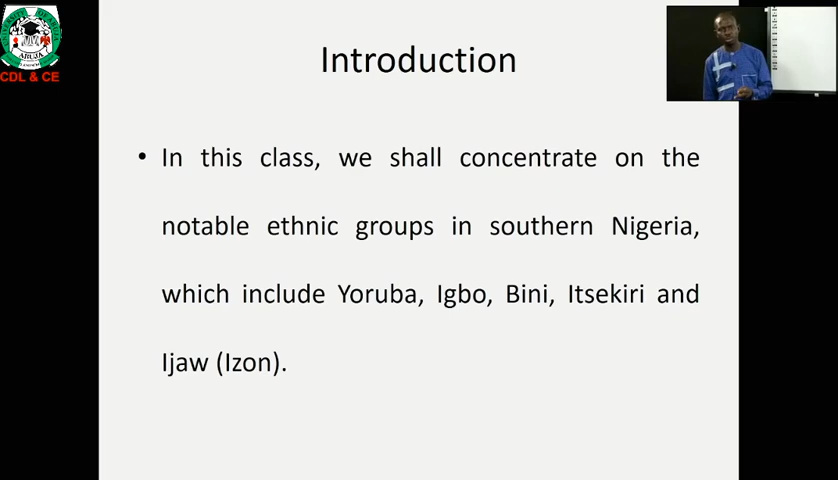 ABUJA
CDL & CE
Introduction
• In this class, we shall concentrate on the
notable ethnic groups in southern Nigeria,
which include Yoruba, Igbo, Bini, Itsekiri and
Ijaw (Izon).